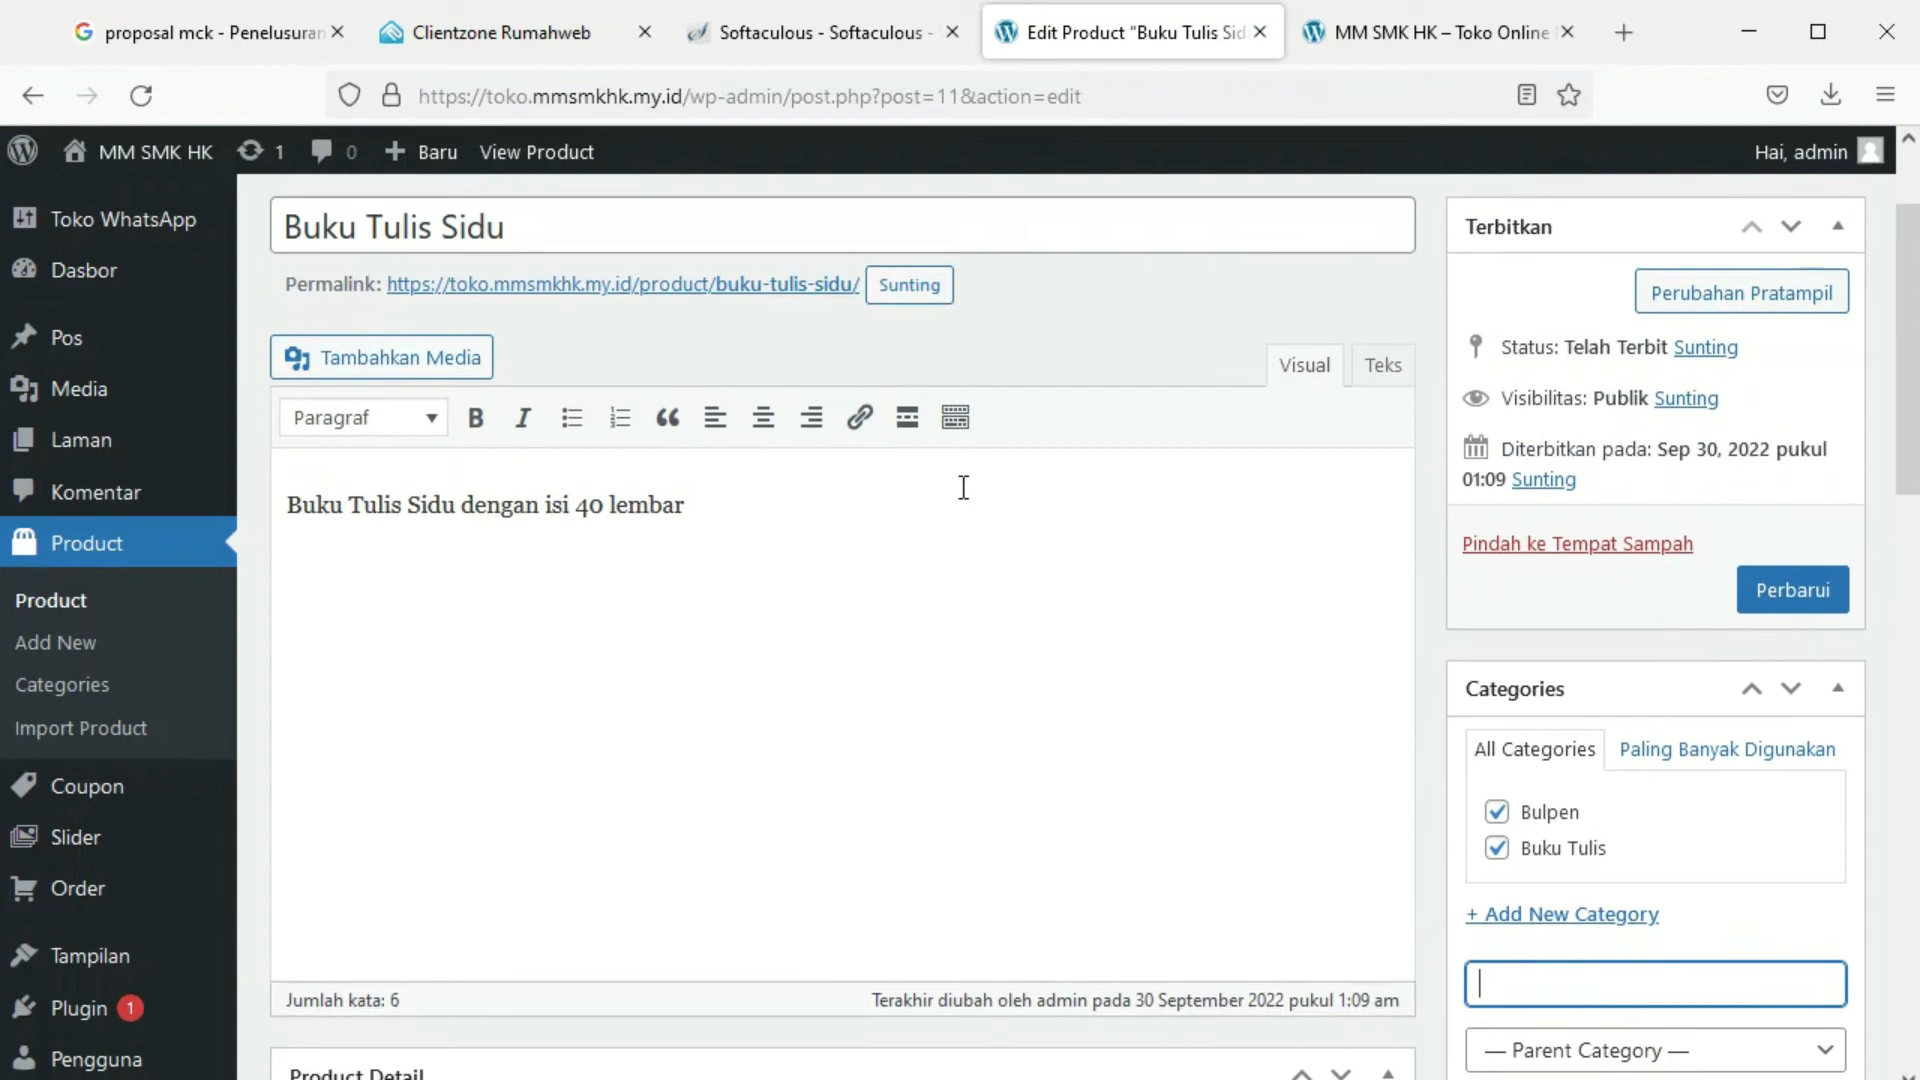 proposal mck - Penelusuran
Clientzone Rumahweb
Softaculous - Softaculous -
Edit Product "Buku Tulis Sid
MM SMK HK – Toko Online
https://toko.mmsmkhk.my.id/wp-admin/post.php?post=11&action=edit
MM SMK HK
1
0
Baru
View Product
Hai, admin
Toko WhatsApp
Dasbor
Pos
Media
Laman
Komentar
Product
Product
Add New
Categories
Import Product
Coupon
Slider
Order
Tampilan
Plugin 1
Pengguna
Buku Tulis Sidu
Permalink: https://toko.mmsmkhk.my.id/product/buku-tulis-sidu/ Sunting
Tambahkan Media
Visual
Teks
Paragraf
Buku Tulis Sidu dengan isi 40 lembar
Jumlah kata: 6
Terakhir diubah oleh admin pada 30 September 2022 pukul 1:09 am
Product Detail
Terbitkan
Perubahan Pratampil
Status: Telah Terbit Sunting
Visibilitas: Publik Sunting
Diterbitkan pada: Sep 30, 2022 pukul
01:09 Sunting
Pindah ke Tempat Sampah
Perbarui
Categories
All Categories
Paling Banyak Digunakan
Bulpen
Buku Tulis
+ Add New Category
— Parent Category —